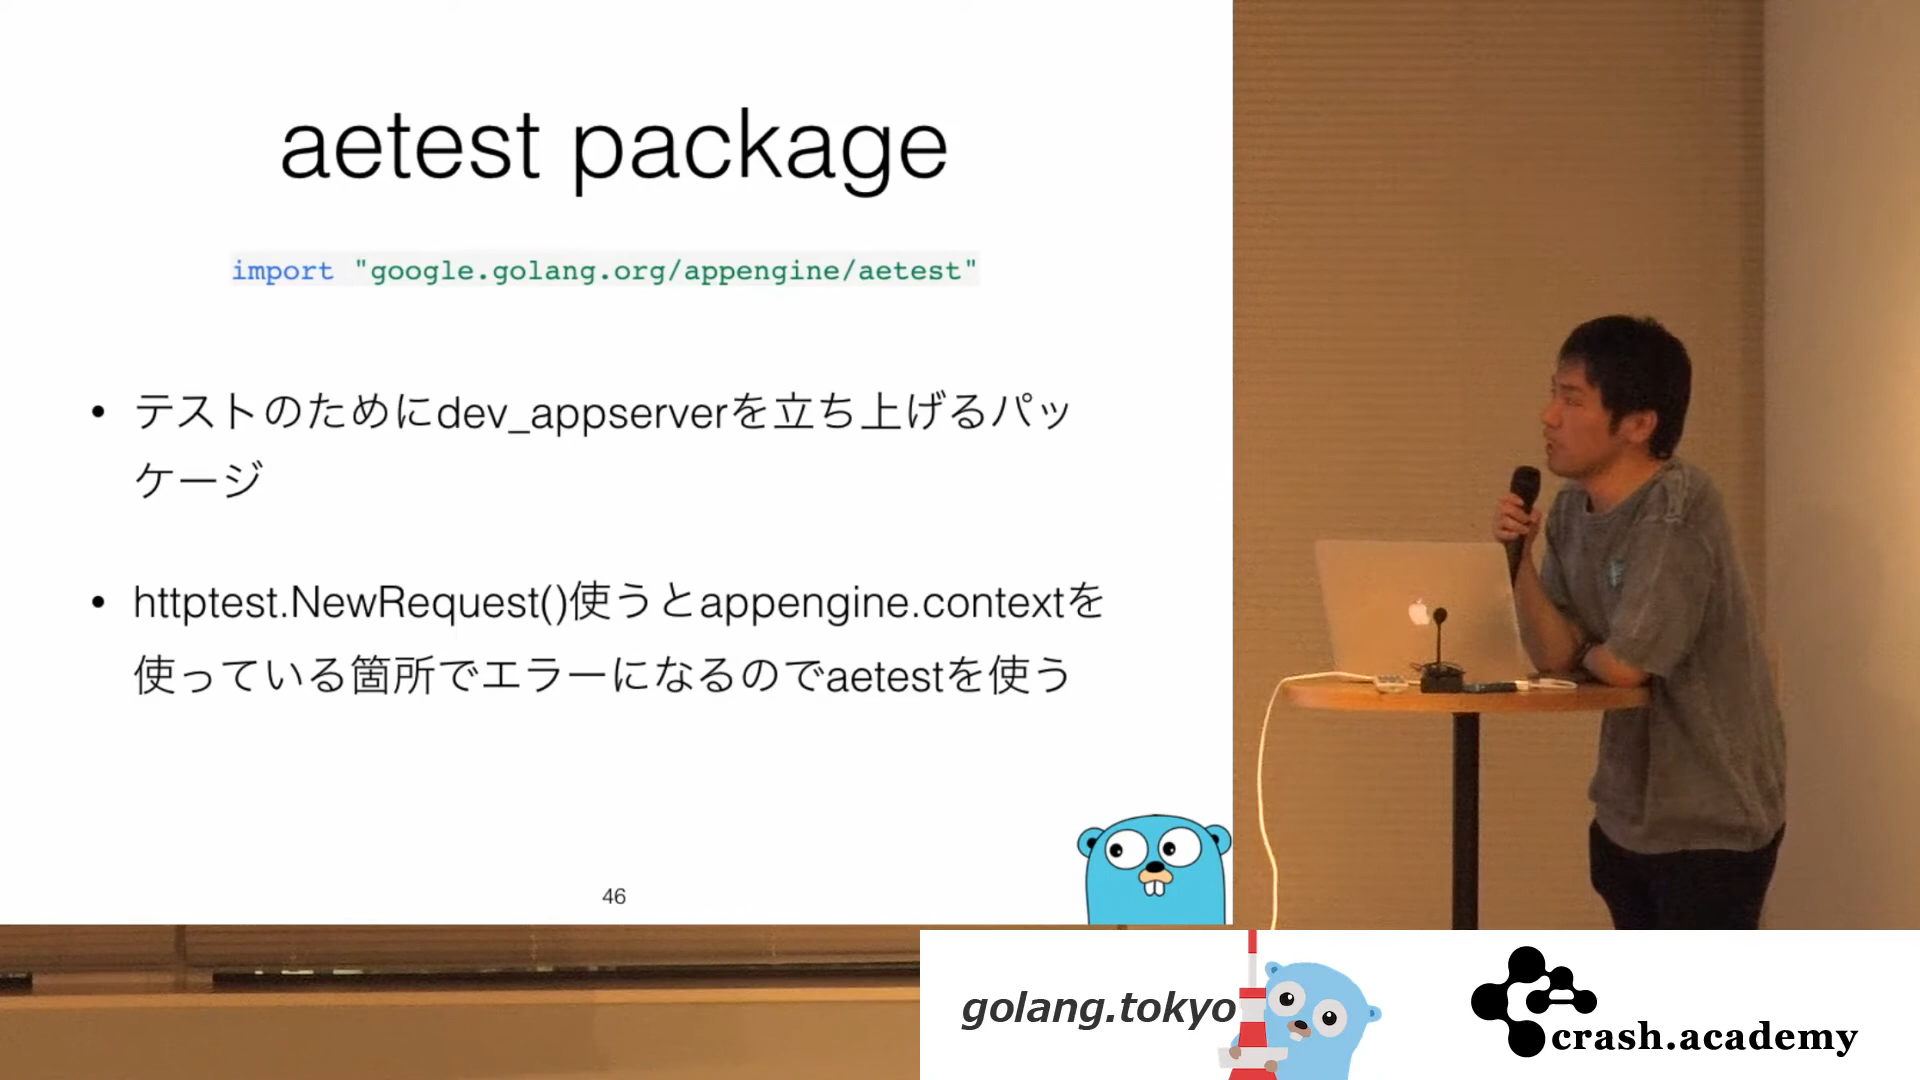 aetest package
import "google.golang.org/appengine/aetest"
• テストのためにdev_appserverを立ち上げるパッ
ケージ
• httptest.NewRequest()使うとappengine.contextを
使っている箇所でエラーになるのでaetestを使う
46
golang.tokyo
crash.academy